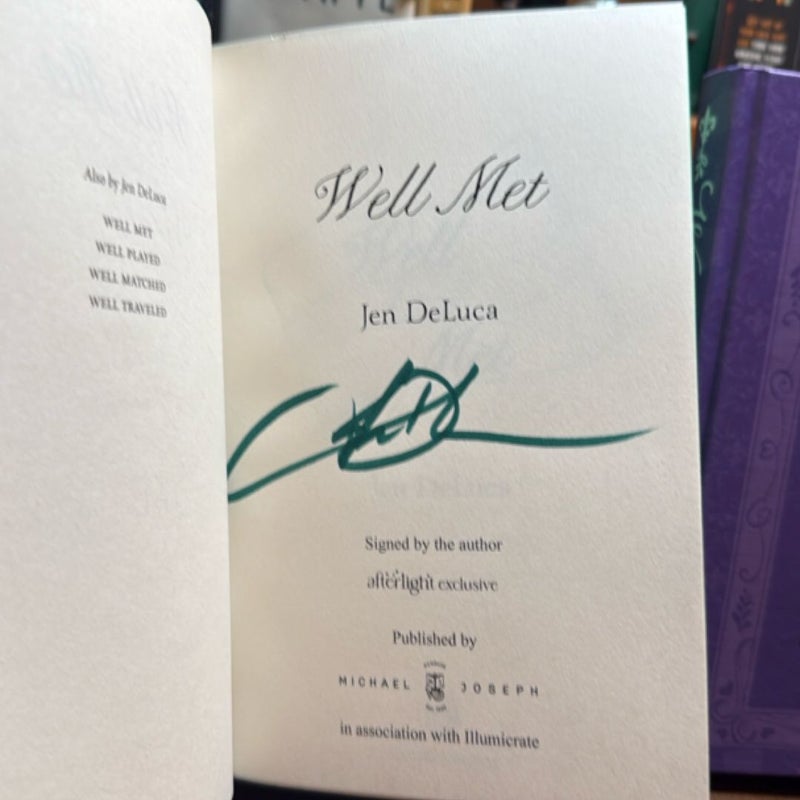 Also by Jen DeLuca
WELL MET
WELL PLAYED
WELL MATCHED
WELL TRAVELED
Well Met
Jen DeLuca
Signed by the author
afterlight exclusive
Published by
MICHAEL JOSEPH
in association with Illumicrate